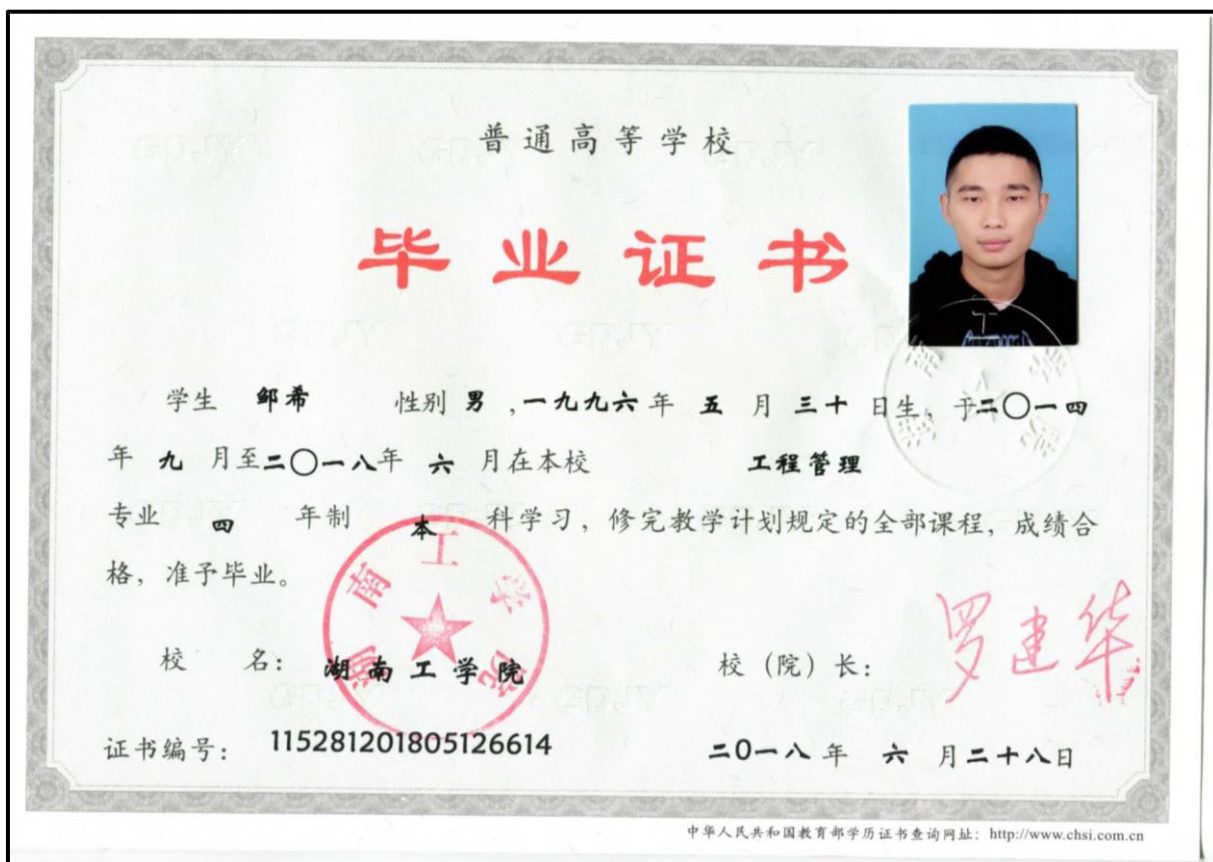 普通高等学校
毕业证书
学生 邹希 性别 男，一九九六年 五 月 三十 日生，于二〇一四
年 九 月至二〇一八年 六 月在本校 工程管理
专业 四 年制 本 科学习，修完教学计划规定的全部课程，成绩合
格，准予毕业。
湖南工学院
校 名： 湖南工学院 校（院）长： 罗建华
证书编号： 115281201805126614 二〇一八年 六 月二十八日
中华人民共和国教育部学历证书查询网址：http://www.chsi.com.cn